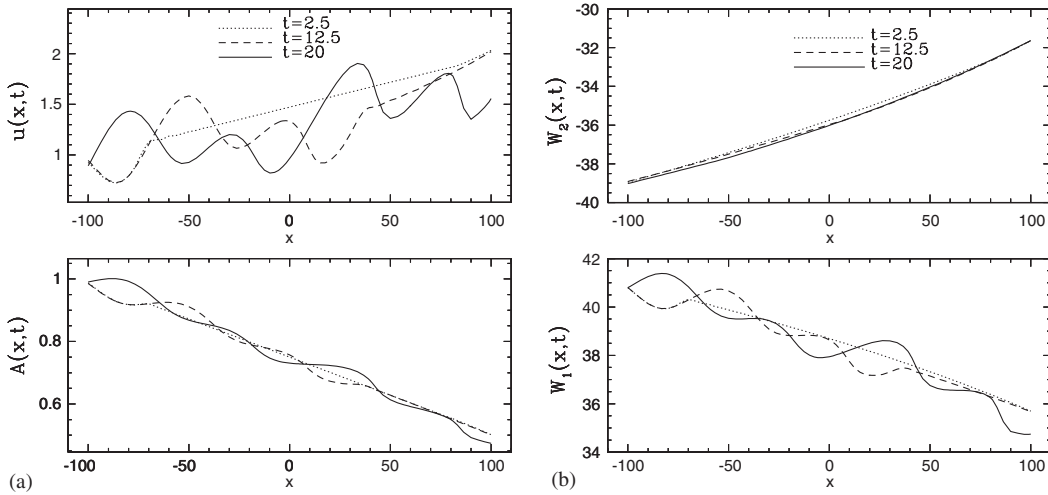 u(x,t)
2
1.5
1
t=2.5
t=12.5
t=20
-100 -50 0 50 100
x
W₂(x,t)
-30
-32
-34
-36
-38
-40
t=2.5
t=12.5
t=20
-100 -50 0 50 100
x
A(x,t)
1
0.8
0.6
-100 -50 0 50 100
x
(a)
W₁(x,t)
42
40
38
36
34
-100 -50 0 50 100
x
(b)